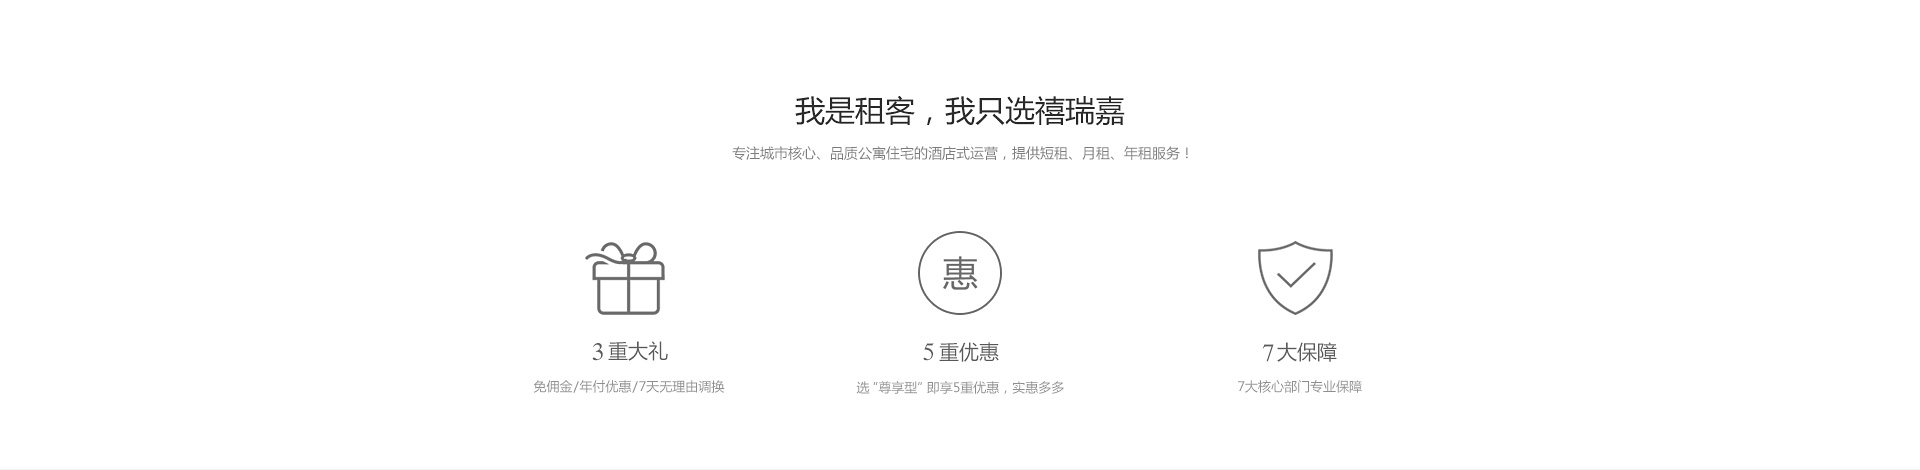 我是租客，我只选禧瑞嘉
专注城市核心、品质公寓住宅的酒店式运营，提供短租、月租、年租服务！
惠
3 重大礼
5 重优惠
7 大保障
免佣金/年付优惠/7天无理由调换
选 “尊享型” 即享5重优惠，实惠多多
7大核心部门专业保障